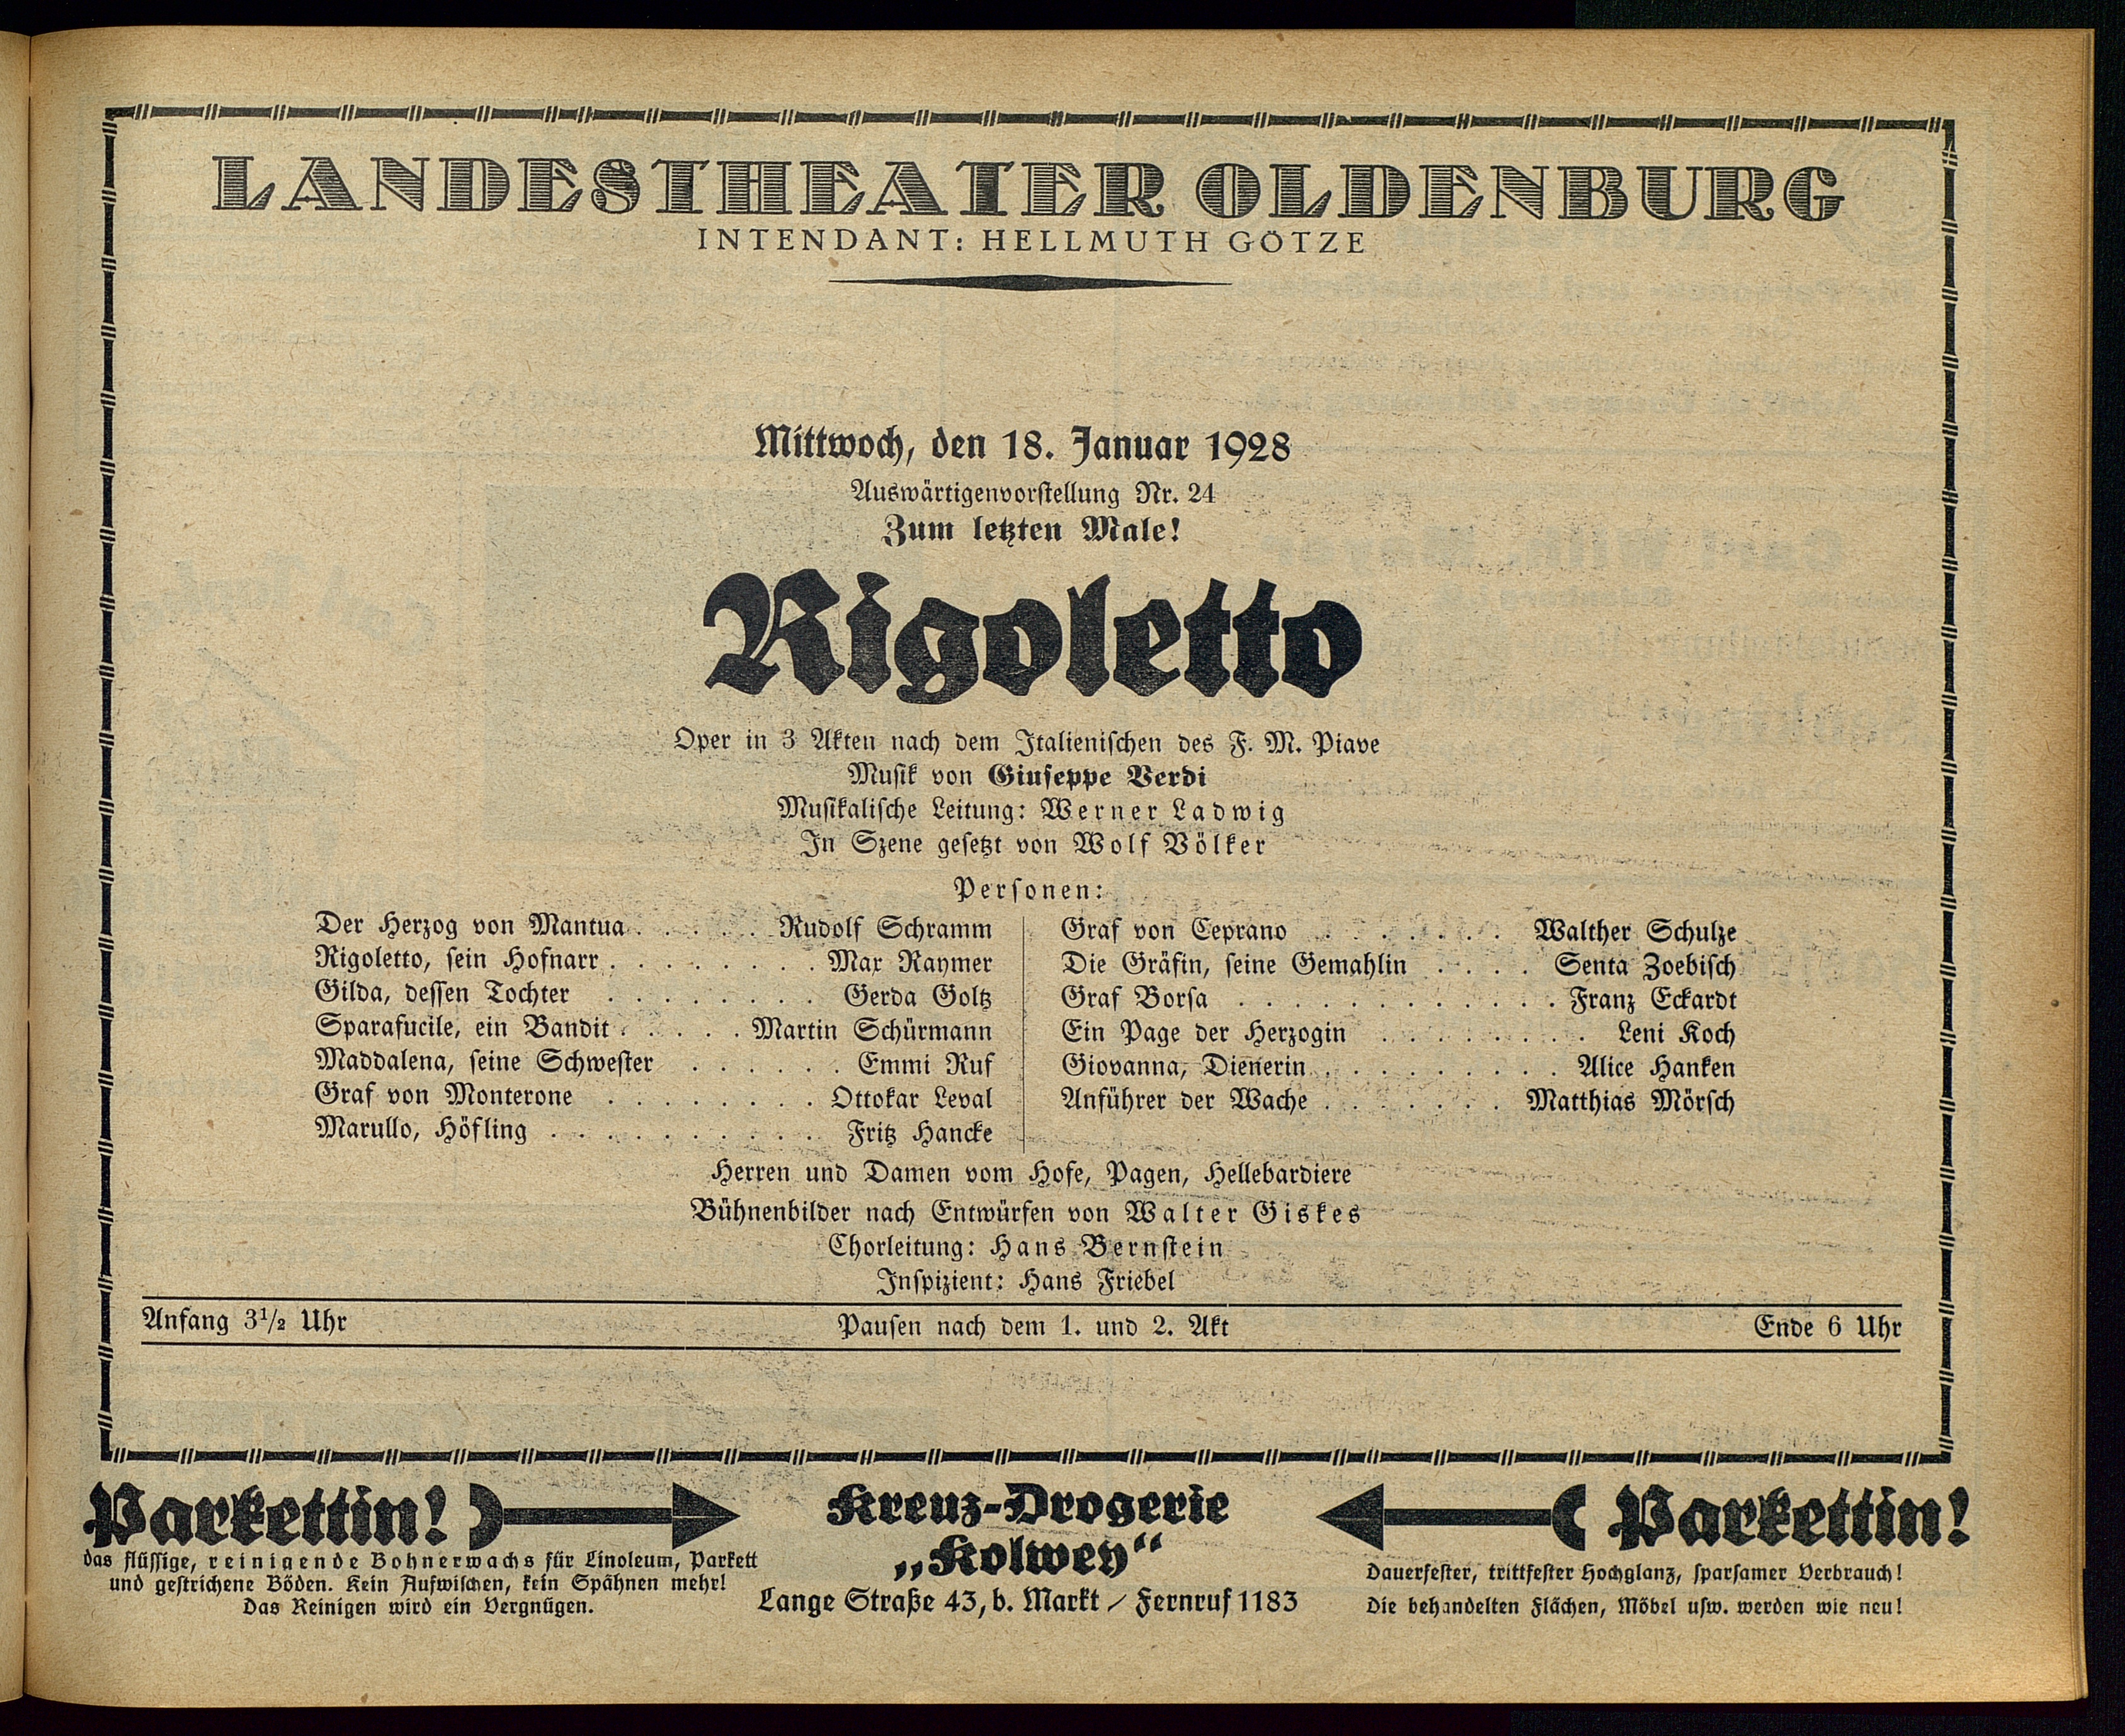 LANDESTHEATER OLDENBURG
INTENDANT: HELLMUTH GÖTZE
Mittwoch, den 18. Januar 1928
Auswärtigenvorstellung Nr. 24
Zum letzten Male!
Rigoletto
Oper in 3 Akten nach dem Italienischen des F. M. Piave
Musik von Giuseppe Verdi
Musikalische Leitung: Werner Ladwig
In Szene gesetzt von Wolf Völker
Personen:
Der Herzog von Mantua . . . . . Rudolf Schramm
Rigoletto, sein Hofnarr . . . . . . . Max Raymer
Gilda, dessen Tochter . . . . . . . Gerda Goltz
Sparafucile, ein Bandit . . . . . Martin Schürmann
Maddalena, seine Schwester . . . . . . Emmi Ruf
Graf von Monterone . . . . . . . Ottokar Leval
Marullo, Höfling . . . . . . . . . Fritz Hancke
Graf von Ceprano . . . . . . Walther Schulze
Die Gräfin, seine Gemahlin . . . . Senta Zoebisch
Graf Borsa . . . . . . . . . . Franz Eckardt
Ein Page der Herzogin . . . . . . . Leni Koch
Giovanna, Dienerin . . . . . . . . Alice Hanken
Anführer der Wache . . . . . . Matthias Mörsch
Herren und Damen vom Hofe, Pagen, Hellebardiere
Bühnenbilder nach Entwürfen von Walter Giskes
Chorleitung: Hans Bernstein
Inspizient: Hans Friebel
Anfang 3½ Uhr Pausen nach dem 1. und 2. Akt Ende 6 Uhr
Parkettin!
das flüssige, reinigende Bohnerwachs für Linoleum, Parkett
und gestrichene Böden. Kein Aufwischen, kein Spähnen mehr!
Das Reinigen wird ein Vergnügen.
Kreuz-Drogerie
„Kolwey“
Lange Straße 43, b. Markt / Fernruf 1183
Parkettin!
Dauerfester, trittfester Hochglanz, sparsamer Verbrauch!
Die behandelten Flächen, Möbel usw. werden wie neu!